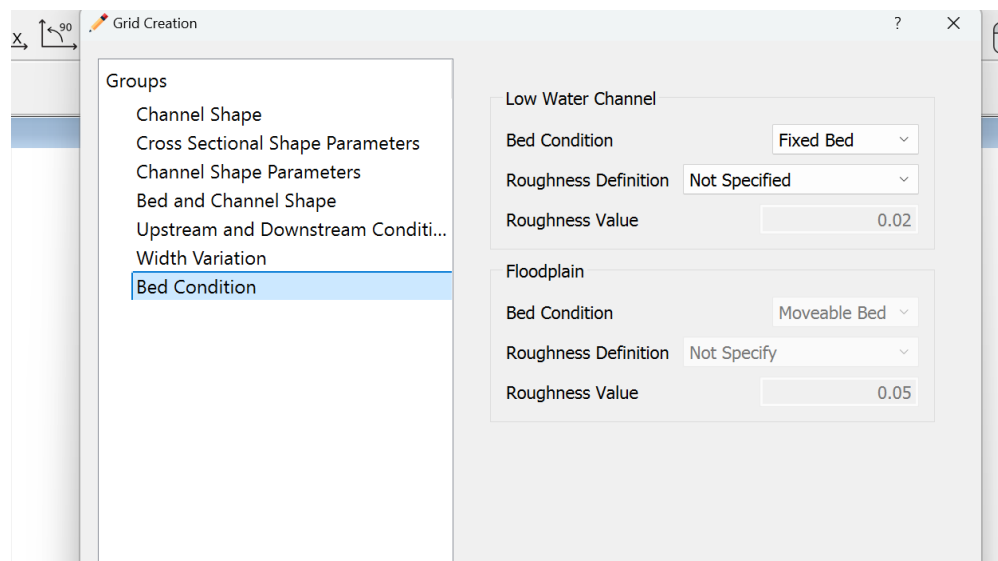 X
90
Grid Creation
?
Groups
Channel Shape
Cross Sectional Shape Parameters
Channel Shape Parameters
Bed and Channel Shape
Upstream and Downstream Conditi...
Width Variation
Bed Condition
Low Water Channel
Bed Condition Fixed Bed
Roughness Definition Not Specified
Roughness Value 0.02
Floodplain
Bed Condition Moveable Bed
Roughness Definition Not Specify
Roughness Value 0.05